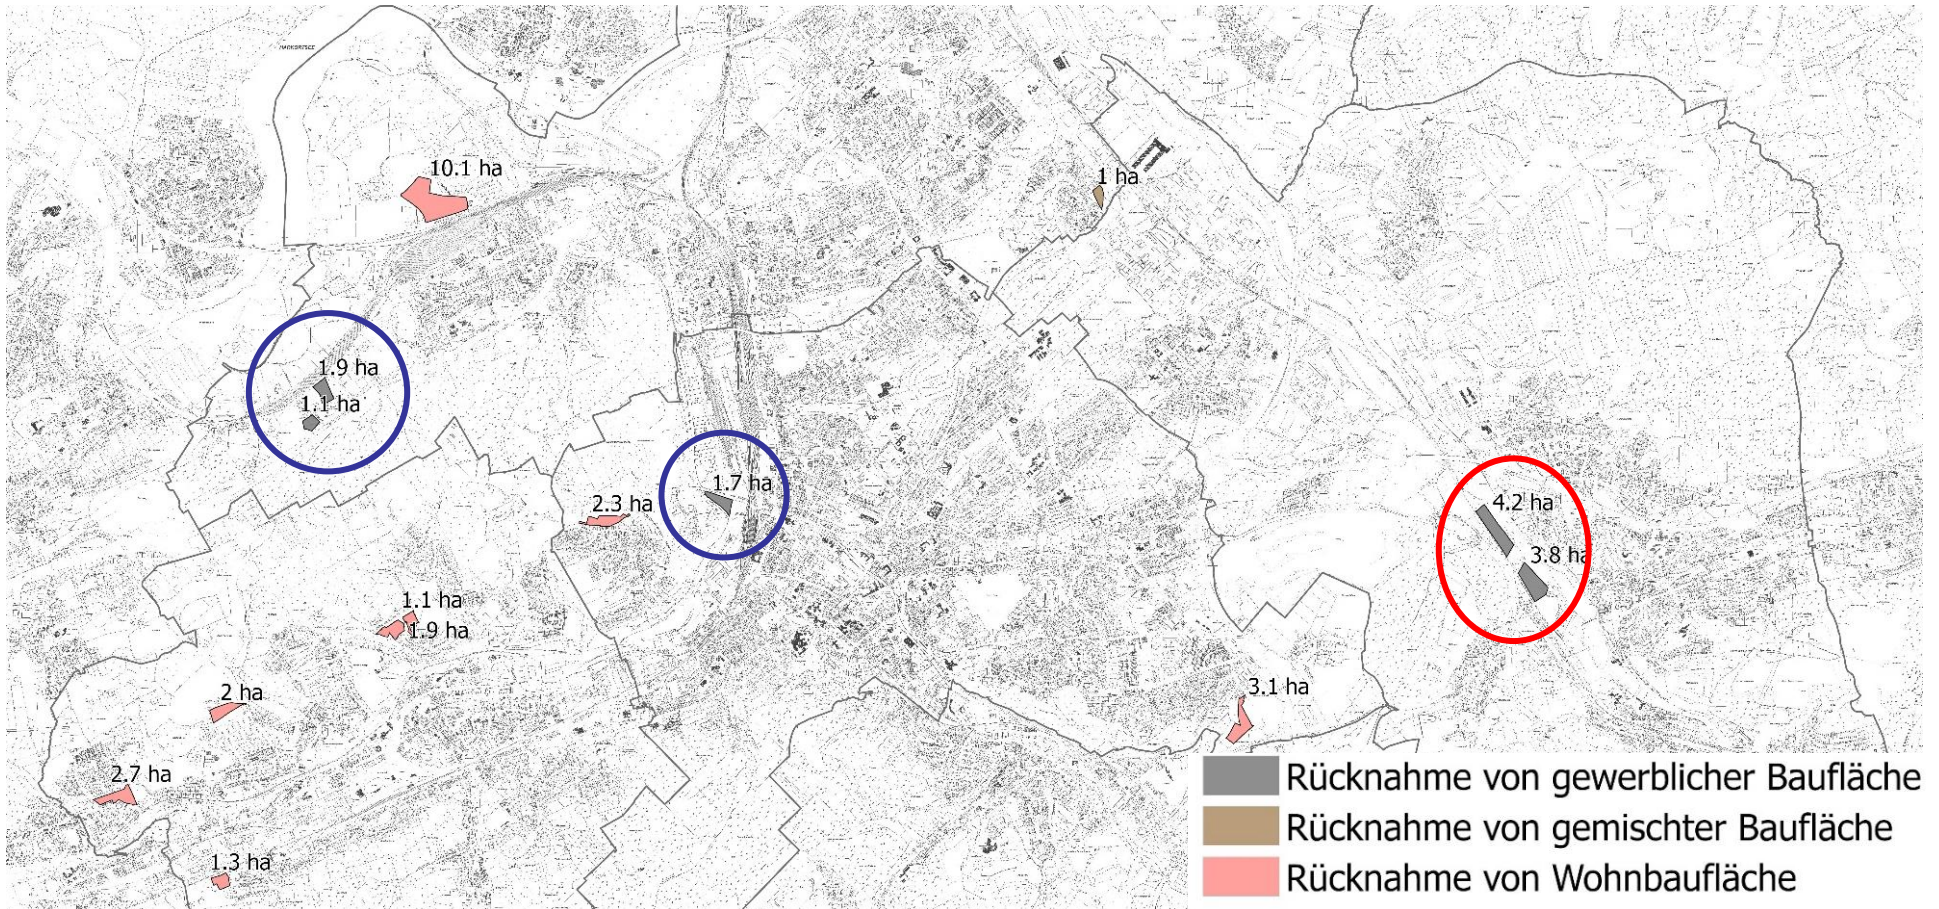 10.1 ha
1 ha
1.9 ha
1.1 ha
1.7 ha
2.3 ha
4.2 ha
3.8 ha
1.1 ha
1.9 ha
2 ha
3.1 ha
2.7 ha
1.3 ha
Rücknahme von gewerblicher Baufläche
Rücknahme von gemischter Baufläche
Rücknahme von Wohnbaufläche